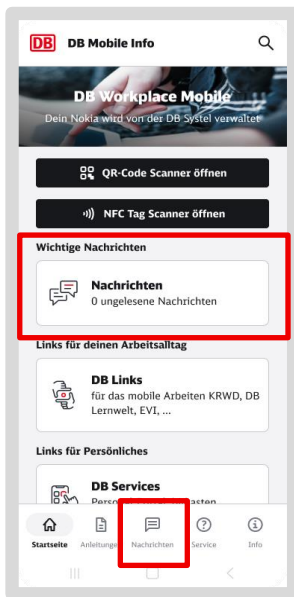 DB DB Mobile Info
DB Workplace Mobile
Dein Nokia wird von der DB Systel verwaltet
QR-Code Scanner öffnen
NFC Tag Scanner öffnen
Wichtige Nachrichten
Nachrichten
0 ungelesene Nachrichten
Links für deinen Arbeitsalltag
DB Links
für das mobile Arbeiten KRWD, DB
Lernwelt, EVI, ...
Links für Persönliches
DB Services
Startseite Anleitunge Nachrichten Service Info